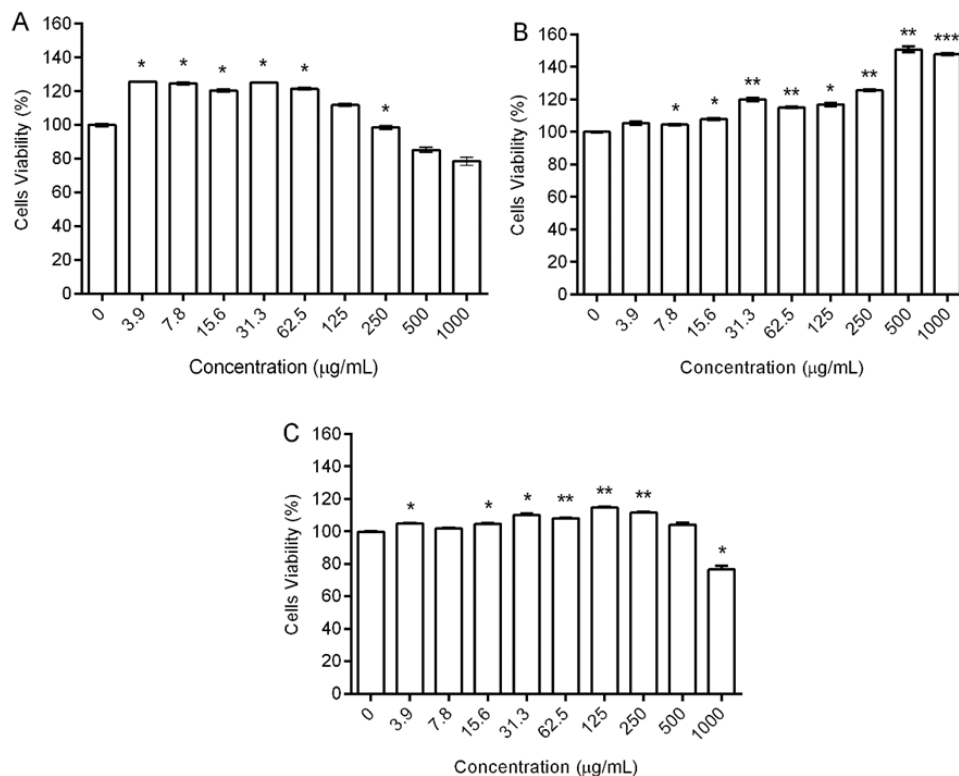 A
160
140
120
100
80
60
40
20
0
Cells Viability (%)
* * * * * *
0 3.9 7.8 15.6 31.3 62.5 125 250 500 1000
Concentration (μg/mL)
B
160
140
120
100
80
60
40
20
0
Cells Viability (%)
* * ** ** * ** ** ***
0 3.9 7.8 15.6 31.3 62.5 125 250 500 1000
Concentration (μg/mL)
C
160
140
120
100
80
60
40
20
0
Cells Viability (%)
* * * ** ** ** *
0 3.9 7.8 15.6 31.3 62.5 125 250 500 1000
Concentration (μg/mL)